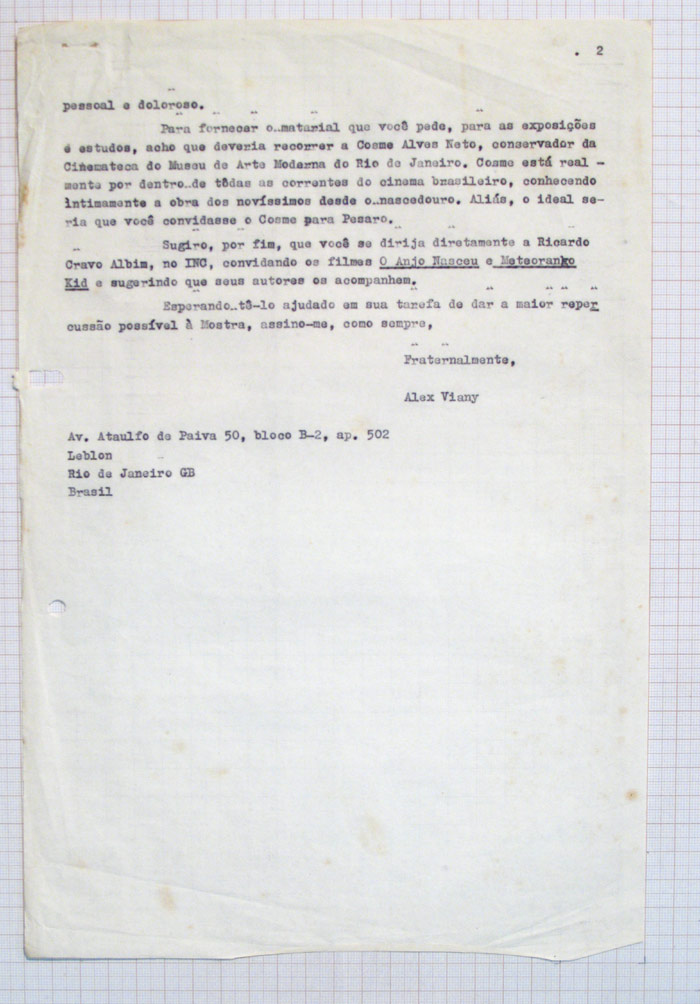 . 2
pessoal e doloroso.
Para fornecer o matarial que você pede, para as exposições
e estudos, acho que deveria recorrer a Cosme Alves Neto, conservador da
Cinemateca do Museu de Arte Moderna do Rio de Janeiro. Cosme está real -
mente por dentro de tôdas as correntes do cinema brasileiro, conhecendo
intimamente a obra dos novíssimos desde o nascedouro. Aliás, o ideal se-
ria que você convidasse o Cosme para Pesaro.
Sugiro, por fim, que você se dirija diretamente a Ricardo
Cravo Albim, no INC, convidando os filmes O Anjo Nasceu e Meteoranko
Kid e sugerindo que seus autores os acompanhem.
Esperando tê-lo ajudado em sua tarefa de dar a maior reper
cussão possível à Mostra, assino-me, como sempre,
Fraternalmente,
Alex Viany
Av. Ataulfo de Paiva 50, bloco B-2, ap. 502
Leblon
Rio de Janeiro GB
Brasil